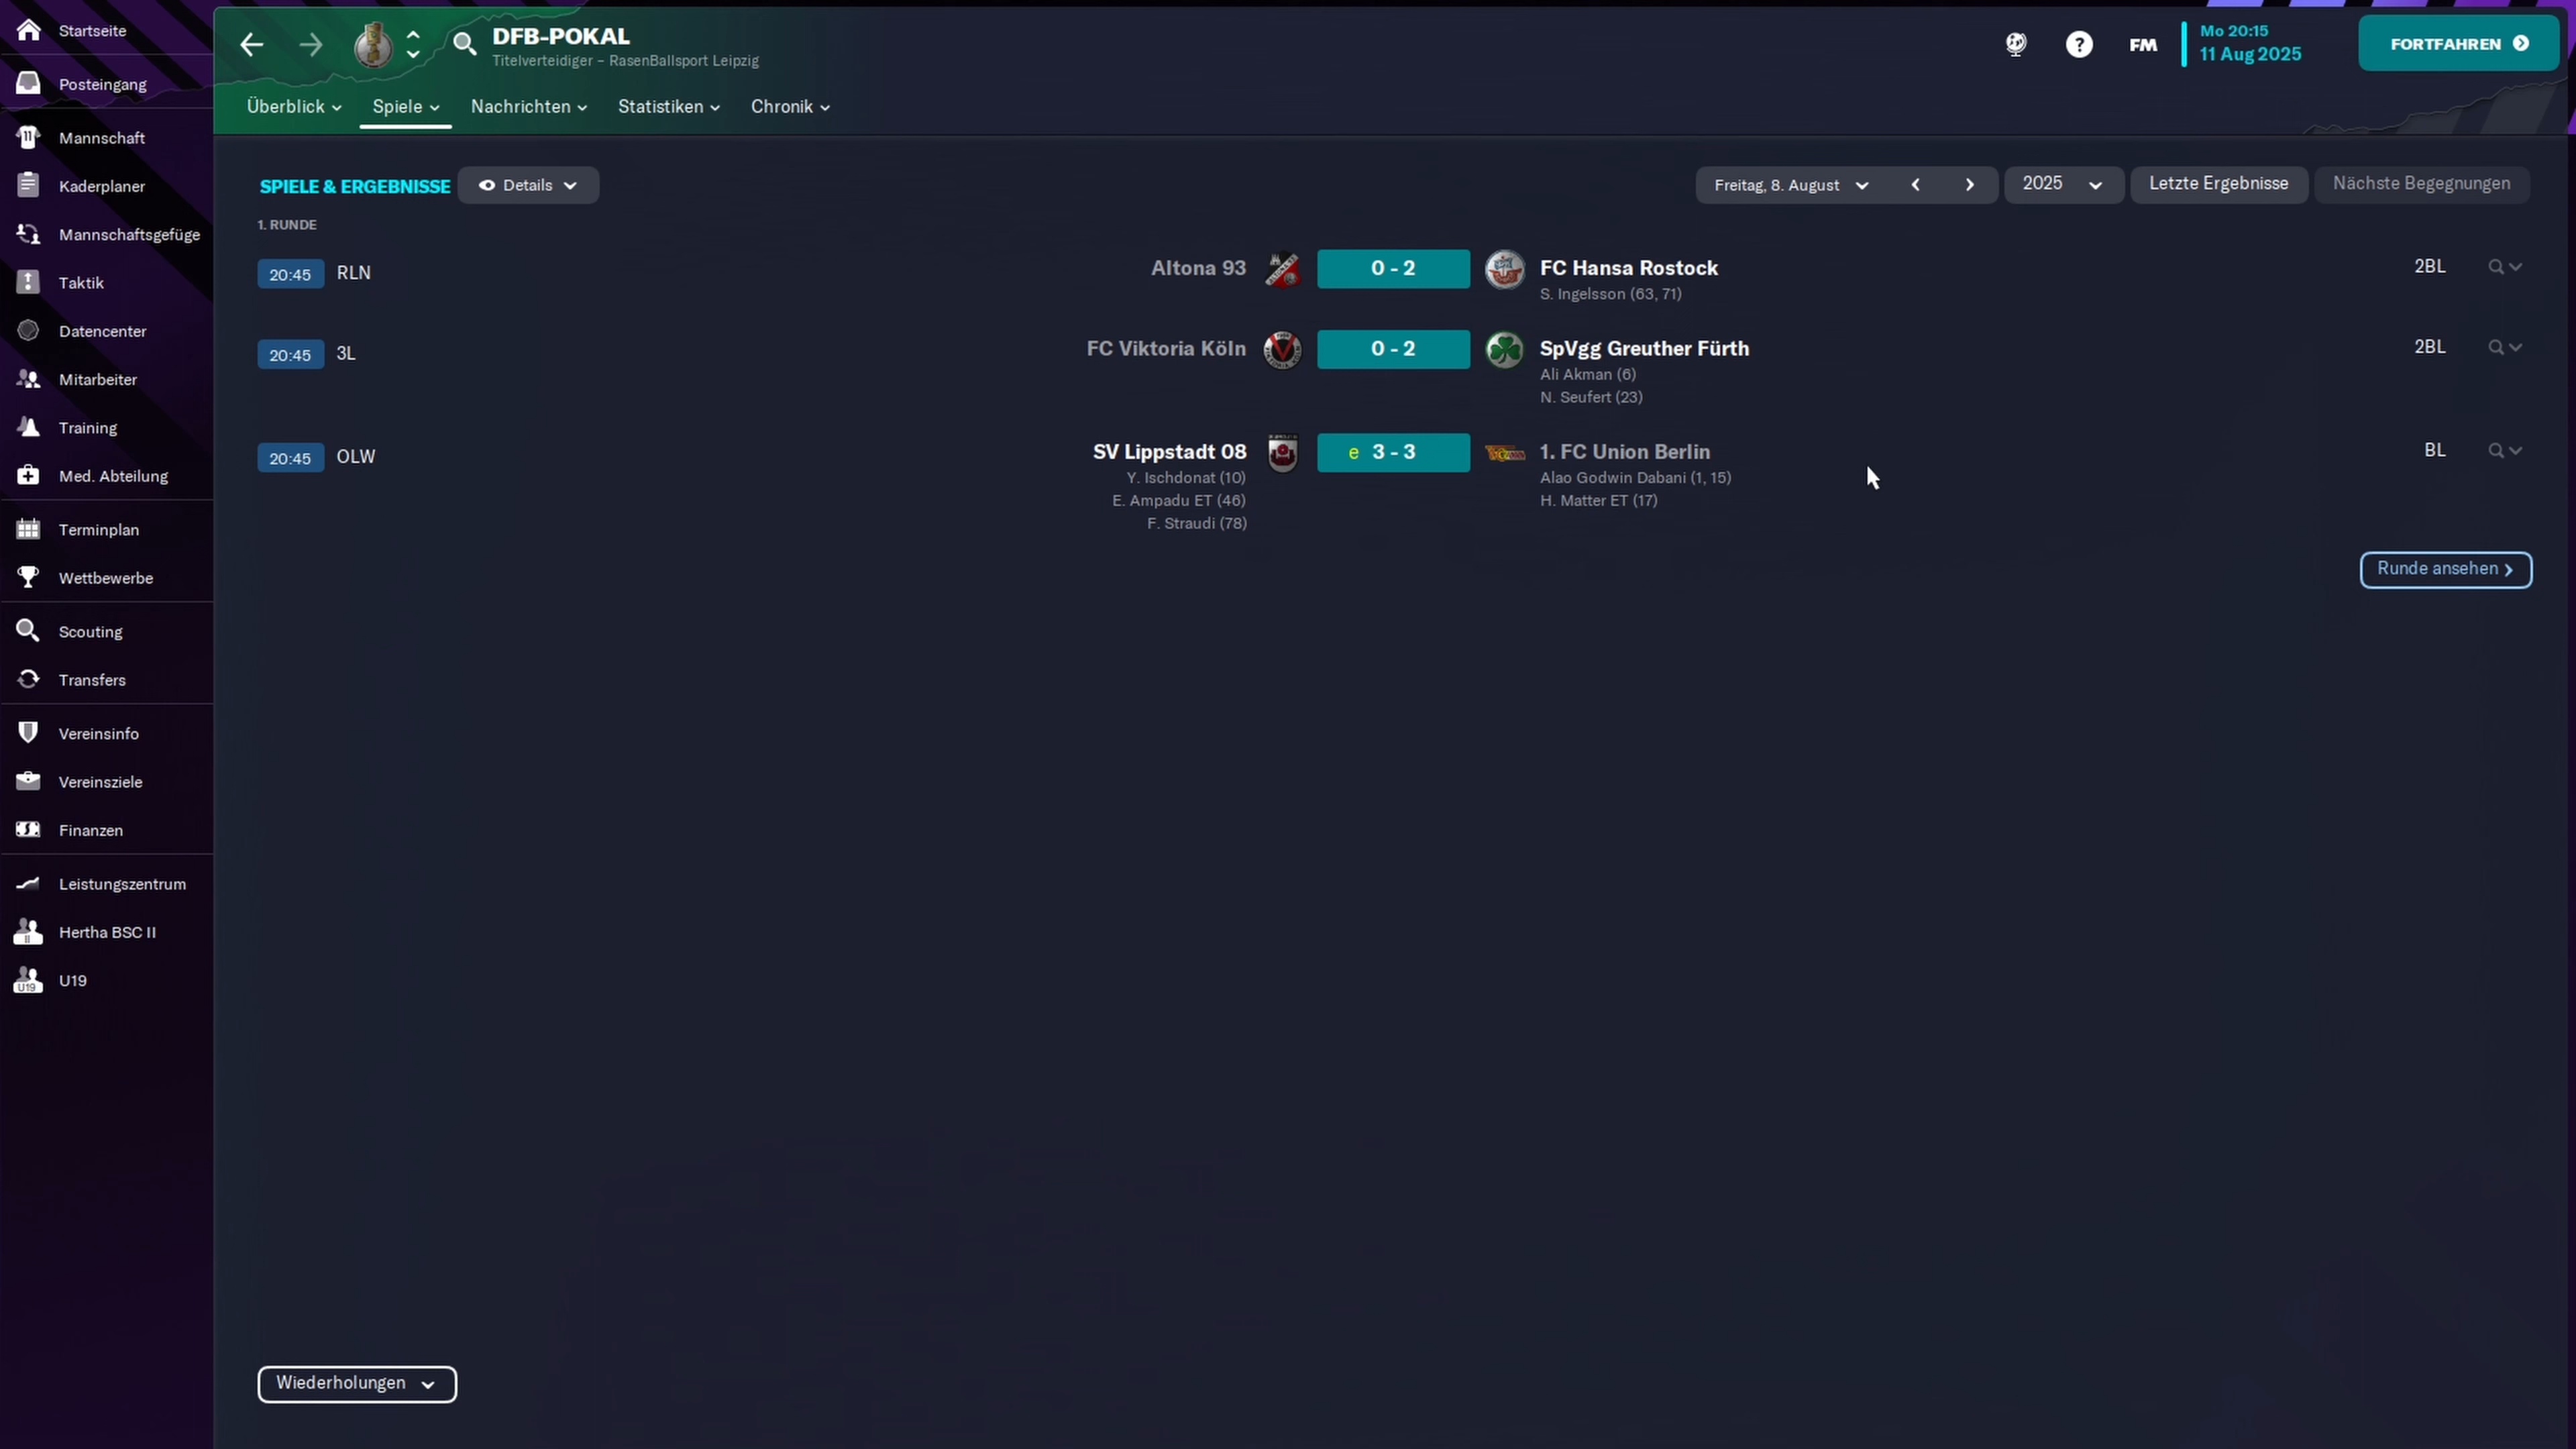 Startseite
Posteingang
Mannschaft
Kaderplaner
Mannschaftsgefüge
Taktik
Datencenter
Mitarbeiter
Training
Med. Abteilung
Terminplan
Wettbewerbe
Scouting
Transfers
Vereinsinfo
Vereinsziele
Finanzen
Leistungszentrum
Hertha BSC II
U19
DFB-POKAL
Titelverteidiger – RasenBallsport Leipzig
FM
Mo 20:15
11 Aug 2025
FORTFAHREN
Überblick Spiele Nachrichten Statistiken Chronik
SPIELE & ERGEBNISSE Details Freitag, 8. August 2025 Letzte Ergebnisse Nächste Begegnungen
1. RUNDE
20:45 RLN Altona 93 0 - 2 FC Hansa Rostock 2BL
S. Ingelsson (63, 71)
20:45 3L FC Viktoria Köln 0 - 2 SpVgg Greuther Fürth 2BL
Ali Akman (6)
N. Seufert (23)
20:45 OLW SV Lippstadt 08 e 3 - 3 1. FC Union Berlin BL
Y. Ischdonat (10) Alao Godwin Dabani (1, 15)
E. Ampadu ET (46) H. Matter ET (17)
F. Straudi (78)
Runde ansehen
Wiederholungen